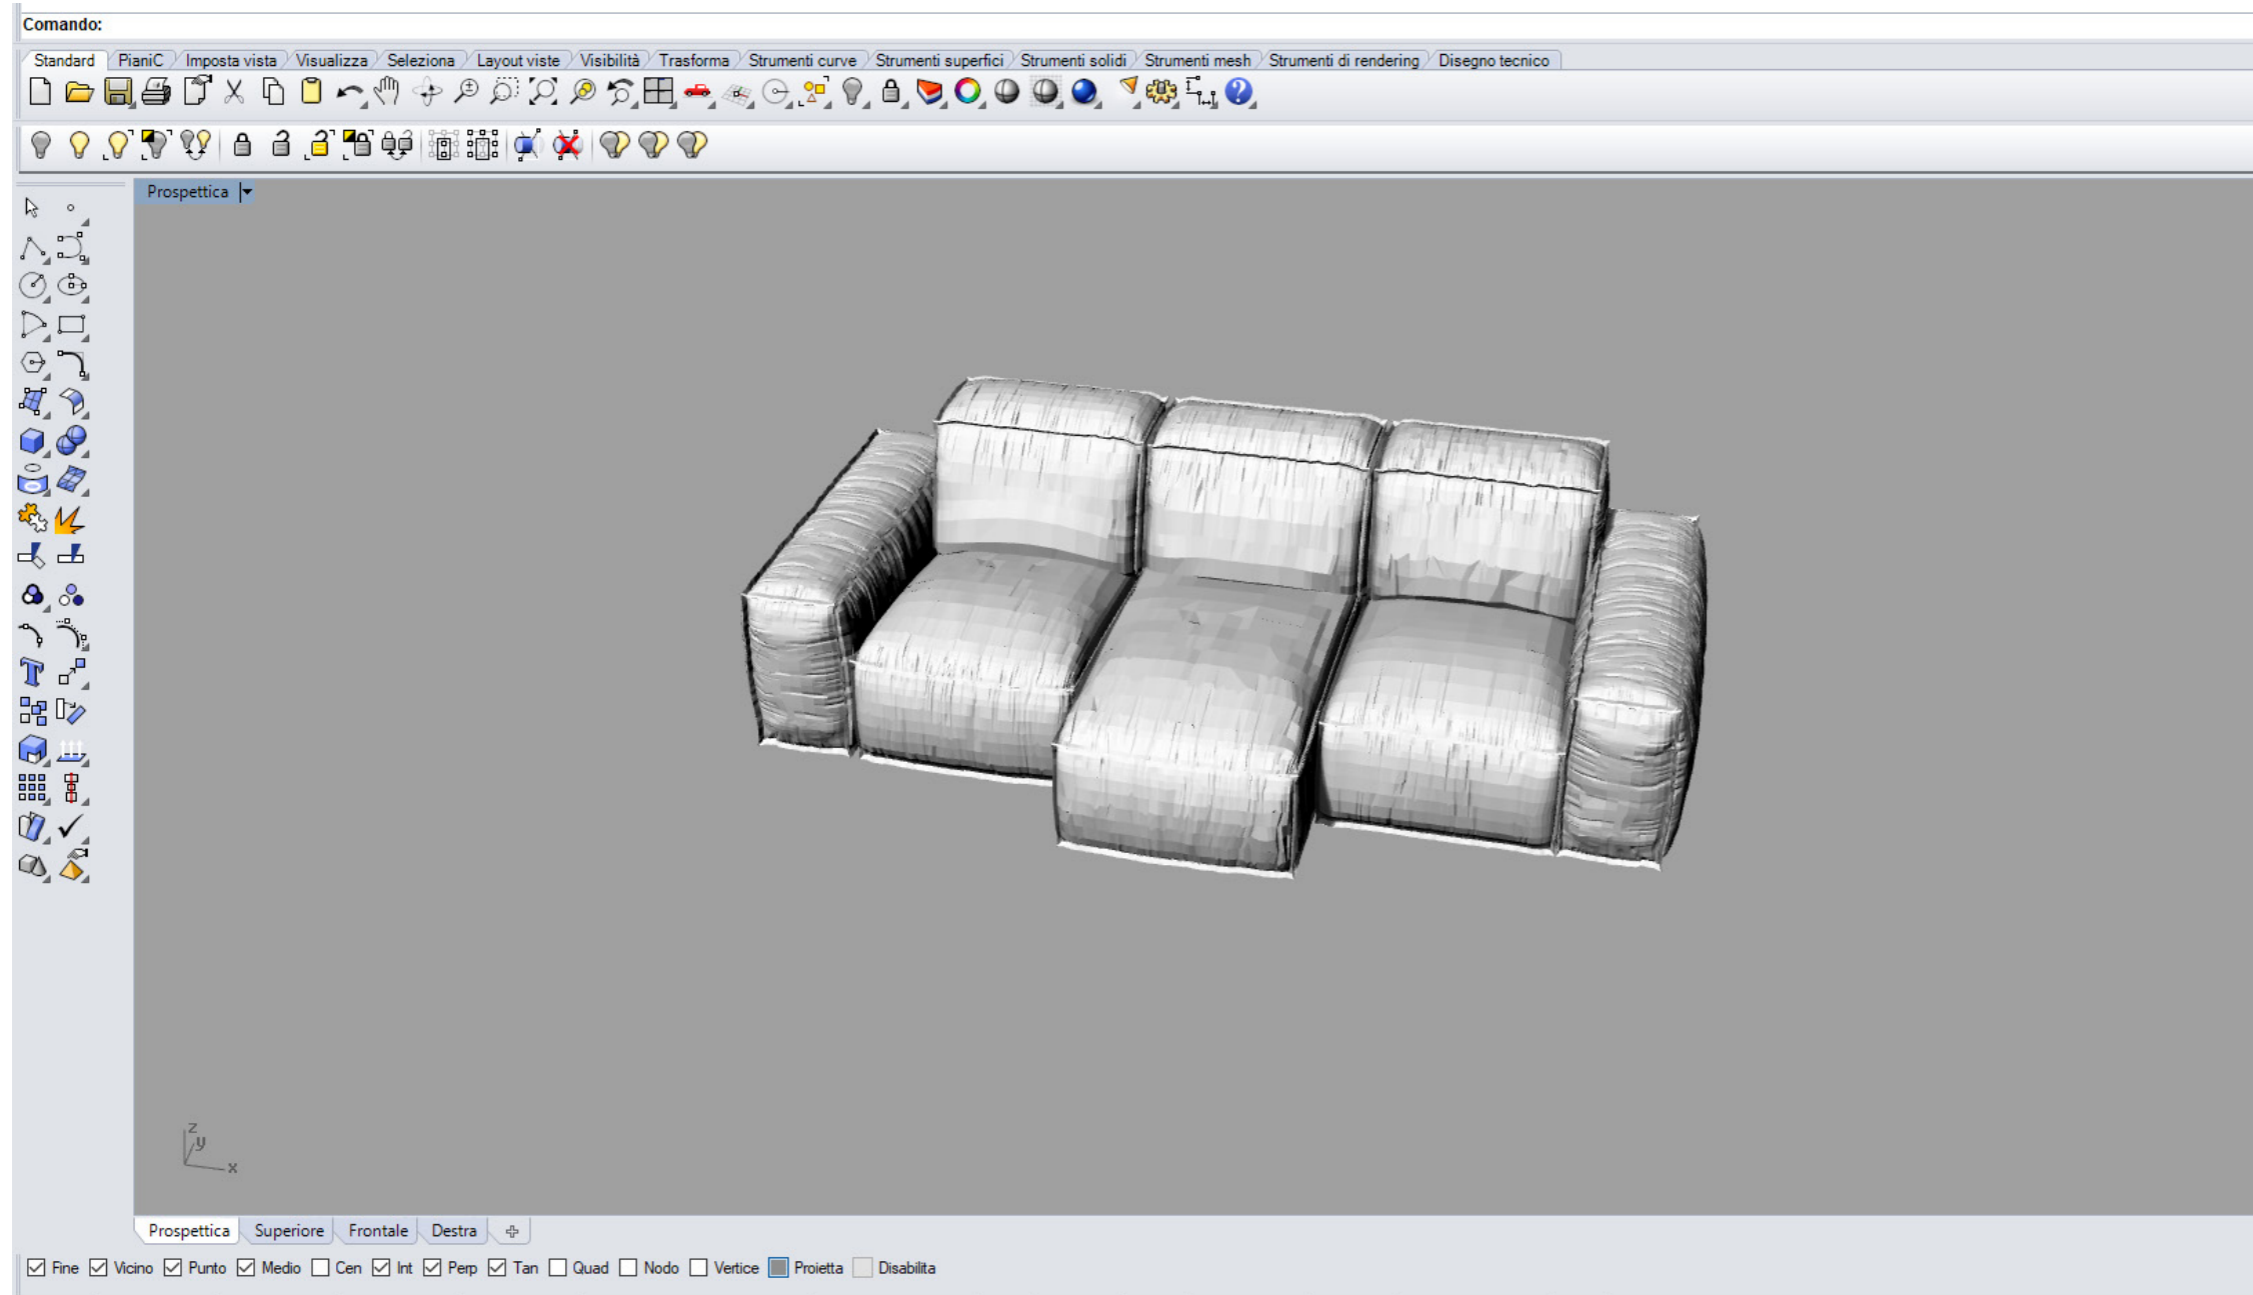 Comando:
Standard PianiC Imposta vista Visualizza Seleziona Layout viste Visibilità Trasforma Strumenti curve Strumenti superfici Strumenti solidi Strumenti mesh Strumenti di rendering Disegno tecnico
Prospettica
z
y
x
Prospettica Superiore Frontale Destra
Fine Vicino Punto Medio Cen Int Perp Tan Quad Nodo Vertice Proietta Disabilita